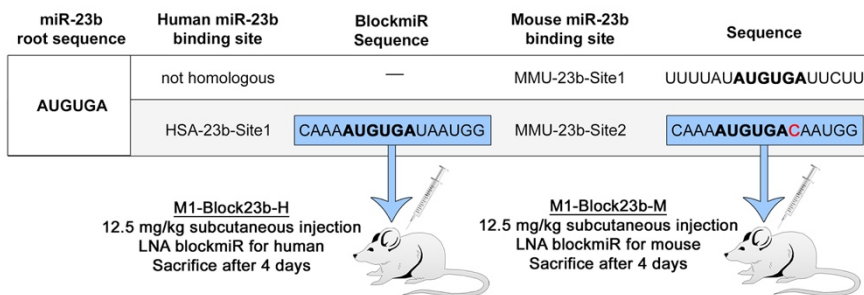 miR-23b root sequence
Human miR-23b binding site
BlockmiR Sequence
Mouse miR-23b binding site
Sequence
AUGUGA
not homologous
—
MMU-23b-Site1
UUUUAUAUGUGAUUCUU
HSA-23b-Site1
CAAAAUGUGAUAAUGG
MMU-23b-Site2
CAAAAUGUGACAAUGG
M1-Block23b-H
12.5 mg/kg subcutaneous injection
LNA blockmiR for human
Sacrifice after 4 days
M1-Block23b-M
12.5 mg/kg subcutaneous injection
LNA blockmiR for mouse
Sacrifice after 4 days